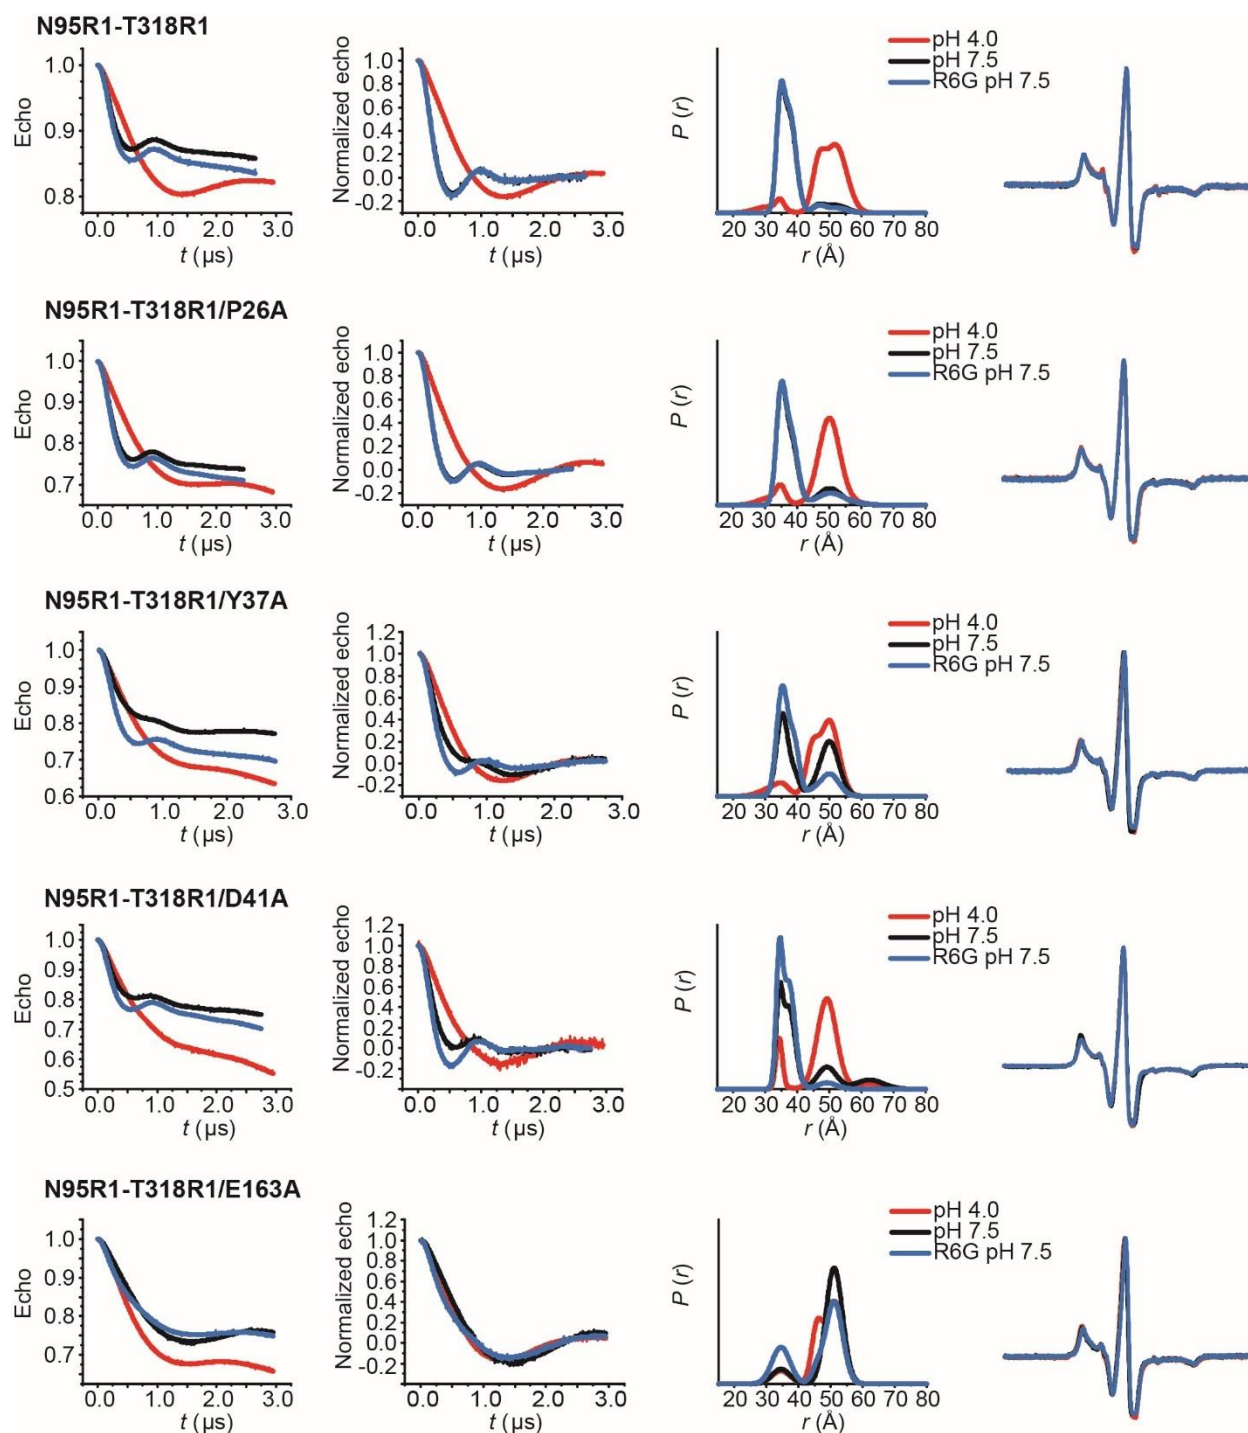 N95R1-T318R1
1.0
0.9
0.8
Echo
0.0 1.0 2.0 3.0
t (µs)
1.0
0.8
0.6
0.4
0.2
0.0
-0.2
Normalized echo
0.0 1.0 2.0 3.0
t (µs)
P (r)
20 30 40 50 60 70 80
r (Å)
pH 4.0
pH 7.5
R6G pH 7.5
N95R1-T318R1/P26A
1.0
0.9
0.8
0.7
Echo
0.0 1.0 2.0 3.0
t (µs)
1.0
0.8
0.6
0.4
0.2
0.0
-0.2
Normalized echo
0.0 1.0 2.0 3.0
t (µs)
P (r)
20 30 40 50 60 70 80
r (Å)
pH 4.0
pH 7.5
R6G pH 7.5
N95R1-T318R1/Y37A
1.0
0.9
0.8
0.7
0.6
Echo
0.0 1.0 2.0 3.0
t (µs)
1.2
1.0
0.8
0.6
0.4
0.2
0.0
-0.2
Normalized echo
0.0 1.0 2.0 3.0
t (µs)
P (r)
20 30 40 50 60 70 80
r (Å)
pH 4.0
pH 7.5
R6G pH 7.5
N95R1-T318R1/D41A
1.0
0.9
0.8
0.7
0.6
0.5
Echo
0.0 1.0 2.0 3.0
t (µs)
1.2
1.0
0.8
0.6
0.4
0.2
0.0
-0.2
Normalized echo
0.0 1.0 2.0 3.0
t (µs)
P (r)
20 30 40 50 60 70 80
r (Å)
pH 4.0
pH 7.5
R6G pH 7.5
N95R1-T318R1/E163A
1.0
0.9
0.8
0.7
Echo
0.0 1.0 2.0 3.0
t (µs)
1.2
1.0
0.8
0.6
0.4
0.2
0.0
-0.2
Normalized echo
0.0 1.0 2.0 3.0
t (µs)
P (r)
20 30 40 50 60 70 80
r (Å)
pH 4.0
pH 7.5
R6G pH 7.5